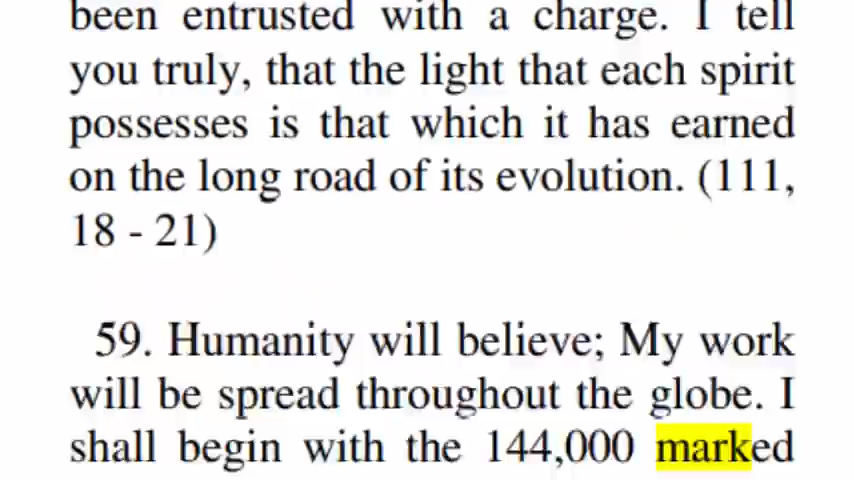 been entrusted with a charge. I tell
you truly, that the light that each spirit
possesses is that which it has earned
on the long road of its evolution. (111,
18 - 21)
59. Humanity will believe; My work
will be spread throughout the globe. I
shall begin with the 144,000 marked